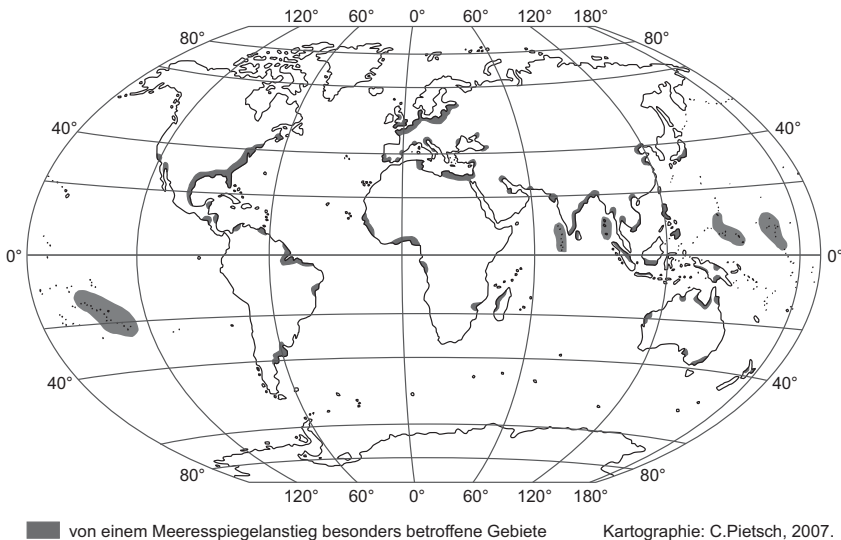 120° 60° 0° 60° 120° 180°
80° 80°
40° 40°
0° 0°
40° 40°
80° 80°
120° 60° 0° 60° 120° 180°
von einem Meeresspiegelanstieg besonders betroffene Gebiete Kartographie: C.Pietsch, 2007.